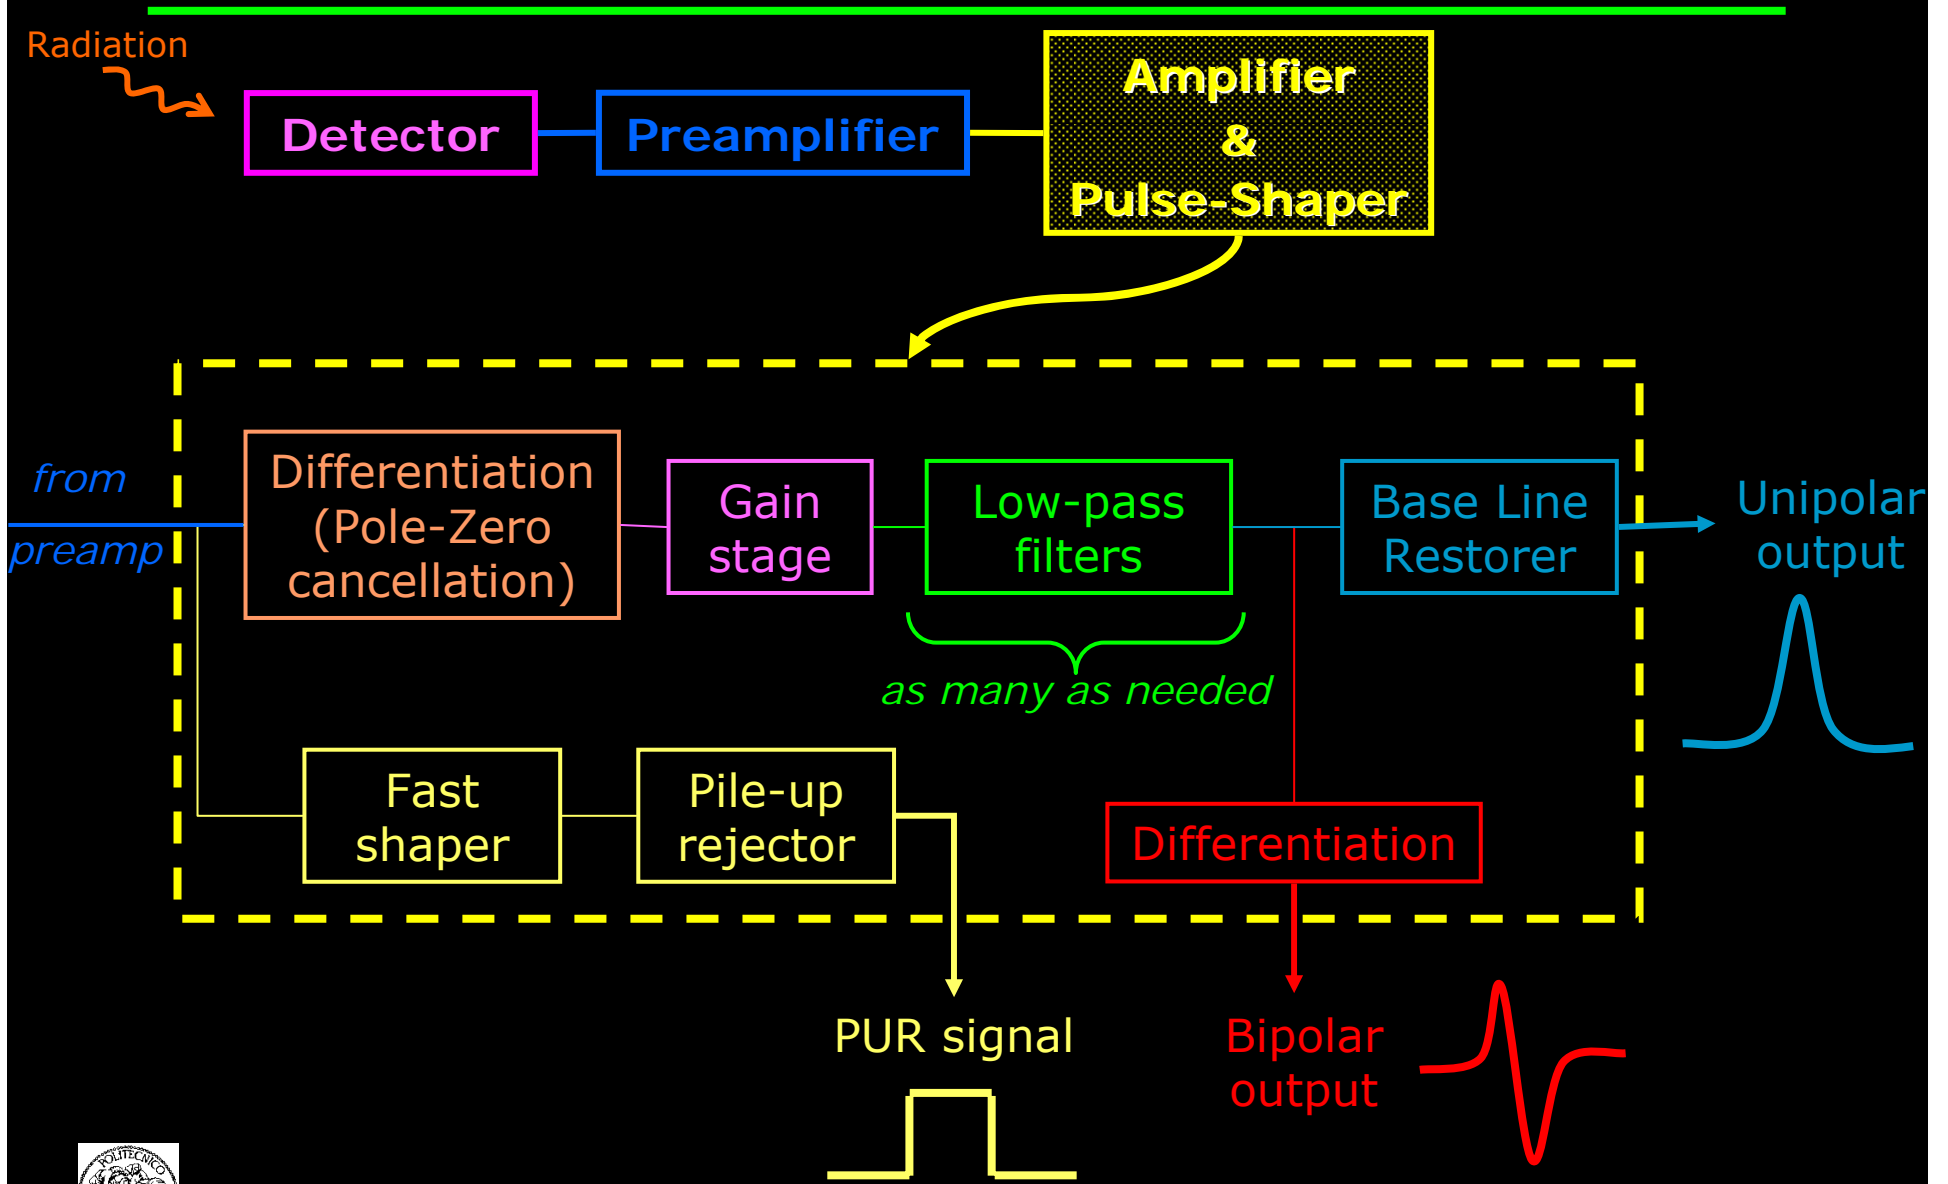 Radiation
Detector
Preamplifier
Amplifier
&
Pulse-Shaper
from
preamp
Differentiation
(Pole-Zero
cancellation)
Gain
stage
Low-pass
filters
Base Line
Restorer
Unipolar
output
as many as needed
Fast
shaper
Pile-up
rejector
Differentiation
PUR signal
Bipolar
output
POLITECNICO